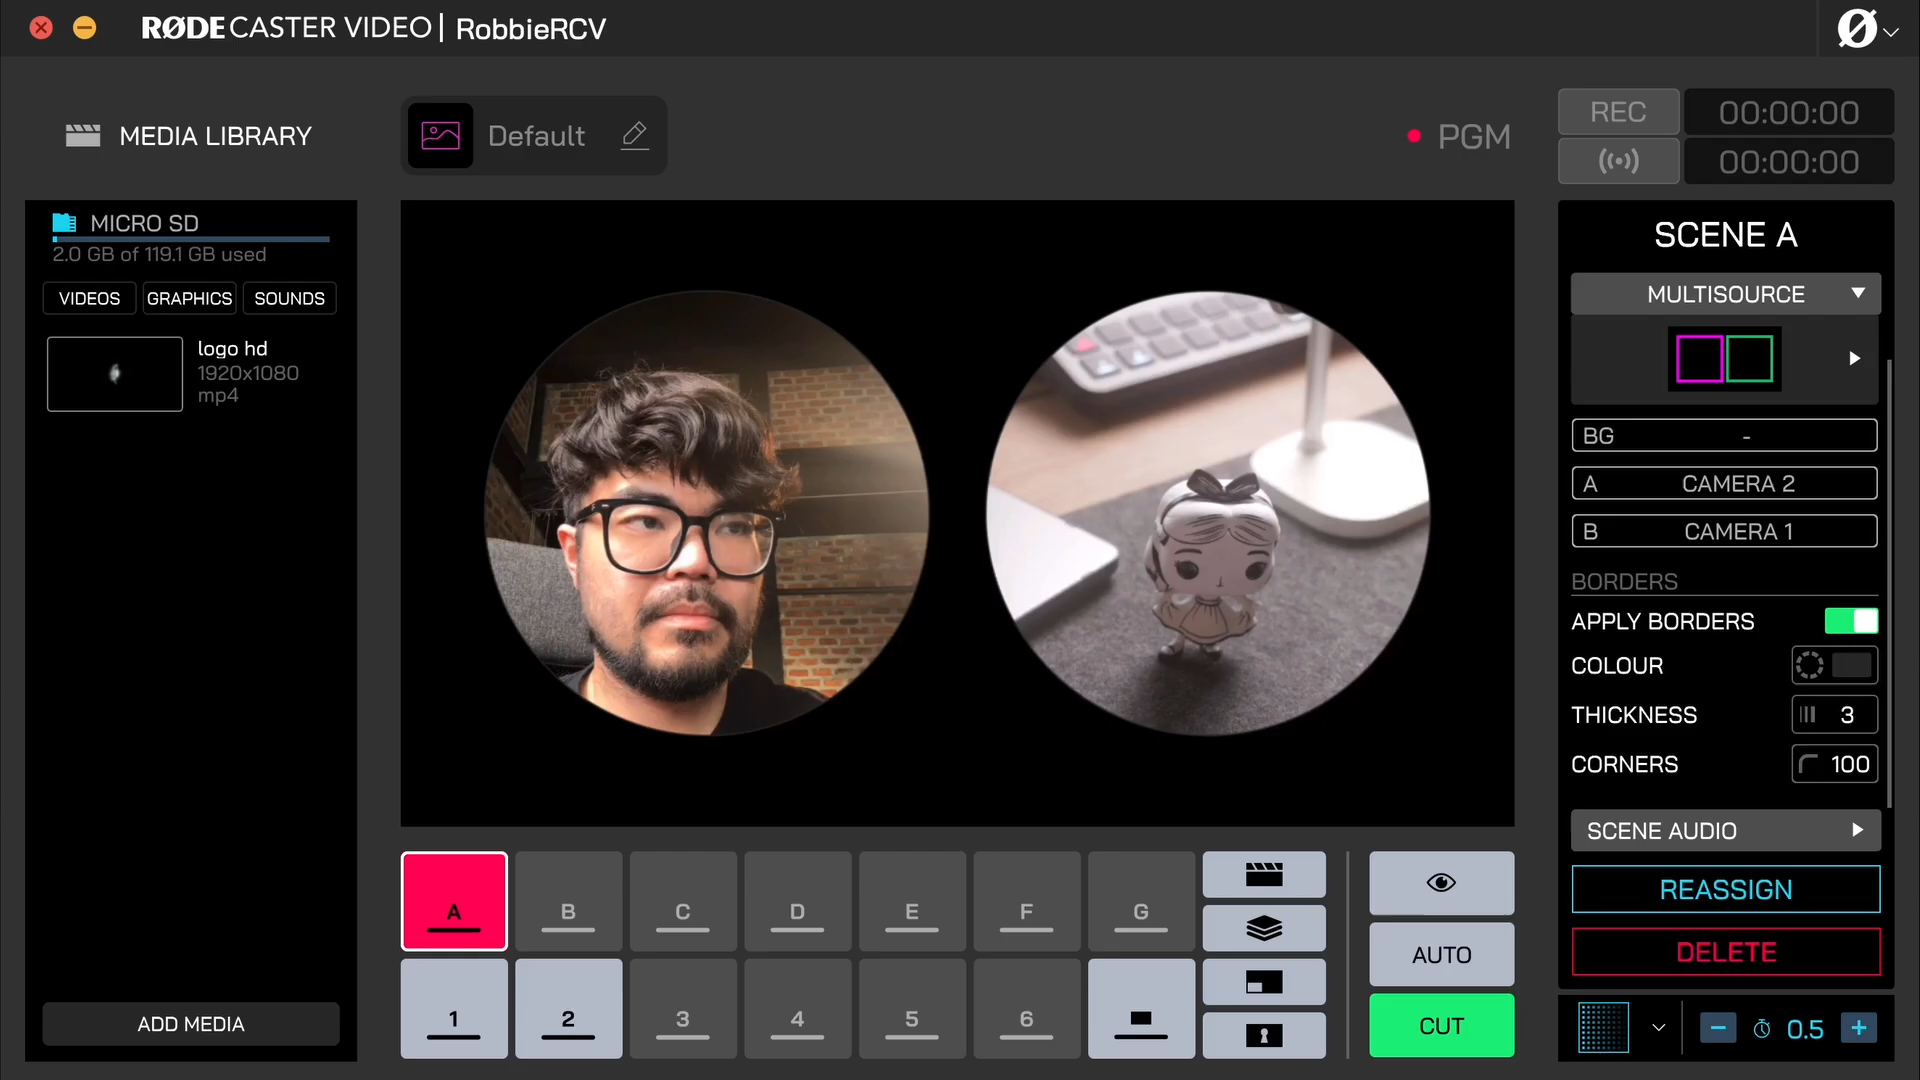 RØDECASTER VIDEO | RobbieRCV
MEDIA LIBRARY
Default
PGM
REC
00:00:00
00:00:00
MICRO SD
2.0 GB of 119.1 GB used
VIDEOS
GRAPHICS
SOUNDS
logo hd
1920x1080
mp4
ADD MEDIA
SCENE A
MULTISOURCE
BG -
A CAMERA 2
B CAMERA 1
BORDERS
APPLY BORDERS
COLOUR
THICKNESS 3
CORNERS 100
SCENE AUDIO
REASSIGN
DELETE
A
B
C
D
E
F
G
1
2
3
4
5
6
AUTO
CUT
0.5